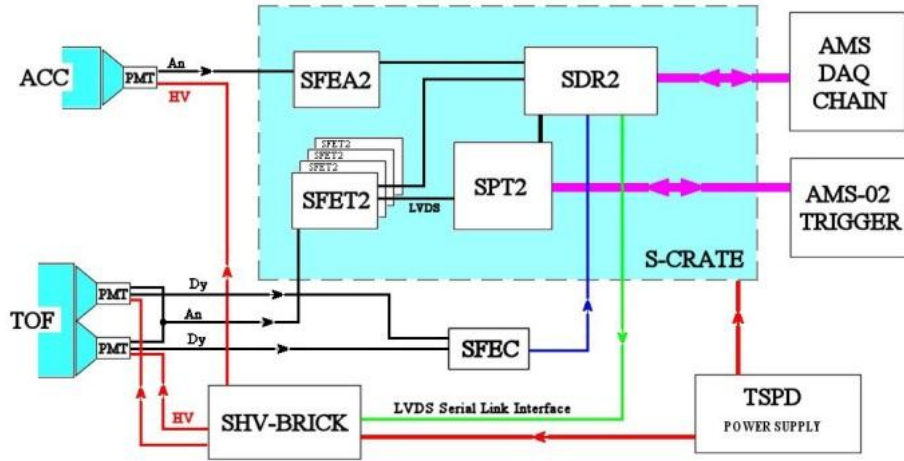 ACC
PMT
An
HV
SFEA2
SDR2
AMS
DAQ
CHAIN
SFET2
SFET2
SFET2
SFET2
LVDS
SPT2
AMS-02
TRIGGER
S-CRATE
TOF
PMT
PMT
Dy
An
Dy
SFEC
HV
SHV-BRICK
LVDS Serial Link Interface
TSPD
POWER SUPPLY